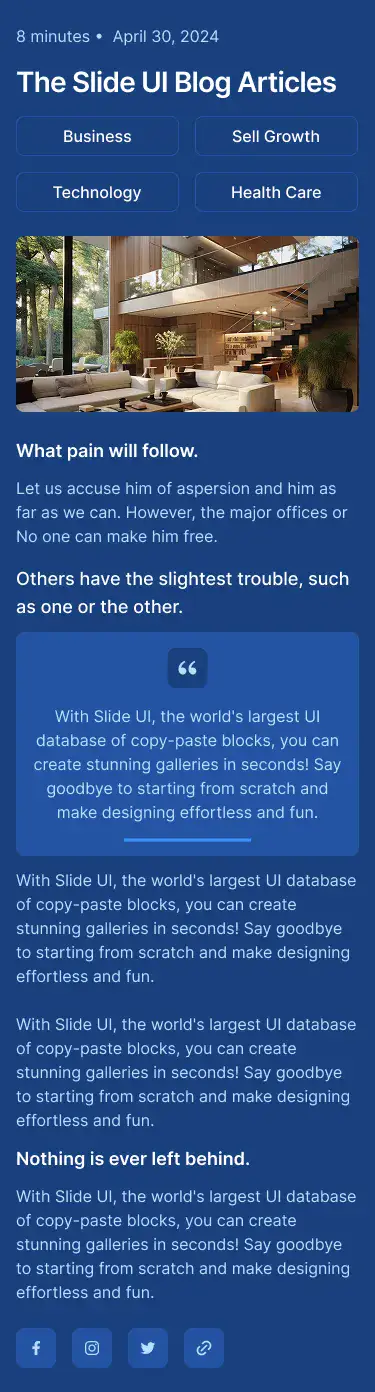 8 minutes • April 30, 2024
The Slide UI Blog Articles
Business
Sell Growth
Technology
Health Care
What pain will follow.
Let us accuse him of aspersion and him as
far as we can. However, the major offices or
No one can make him free.
Others have the slightest trouble, such
as one or the other.
“
With Slide UI, the world's largest UI
database of copy-paste blocks, you can
create stunning galleries in seconds! Say
goodbye to starting from scratch and
make designing effortless and fun.
With Slide UI, the world's largest UI database
of copy-paste blocks, you can create
stunning galleries in seconds! Say goodbye
to starting from scratch and make designing
effortless and fun.
With Slide UI, the world's largest UI database
of copy-paste blocks, you can create
stunning galleries in seconds! Say goodbye
to starting from scratch and make designing
effortless and fun.
Nothing is ever left behind.
With Slide UI, the world's largest UI database
of copy-paste blocks, you can create
stunning galleries in seconds! Say goodbye
to starting from scratch and make designing
effortless and fun.